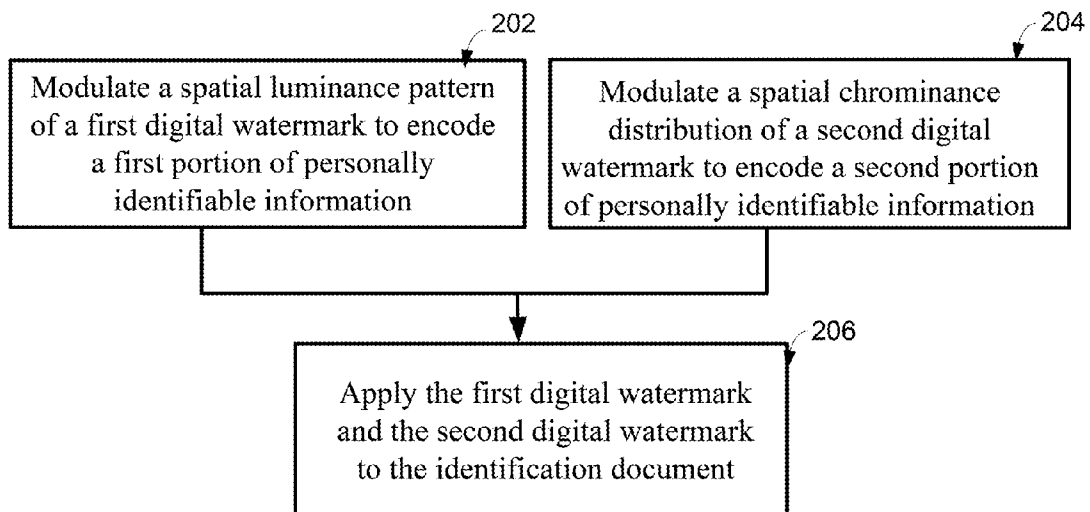 202
Modulate a spatial luminance pattern
of a first digital watermark to encode
a first portion of personally
identifiable information
204
Modulate a spatial chrominance
distribution of a second digital
watermark to encode a second portion
of personally identifiable information
206
Apply the first digital watermark
and the second digital watermark
to the identification document